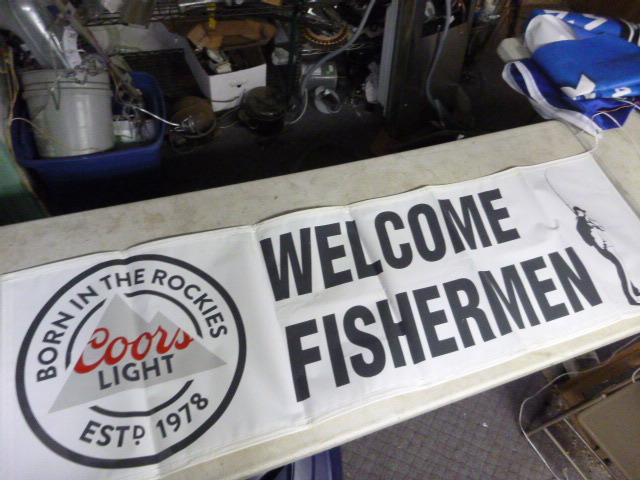 BORN IN THE ROCKIES
Coors
LIGHT
ESTD 1978
WELCOME
FISHERMEN